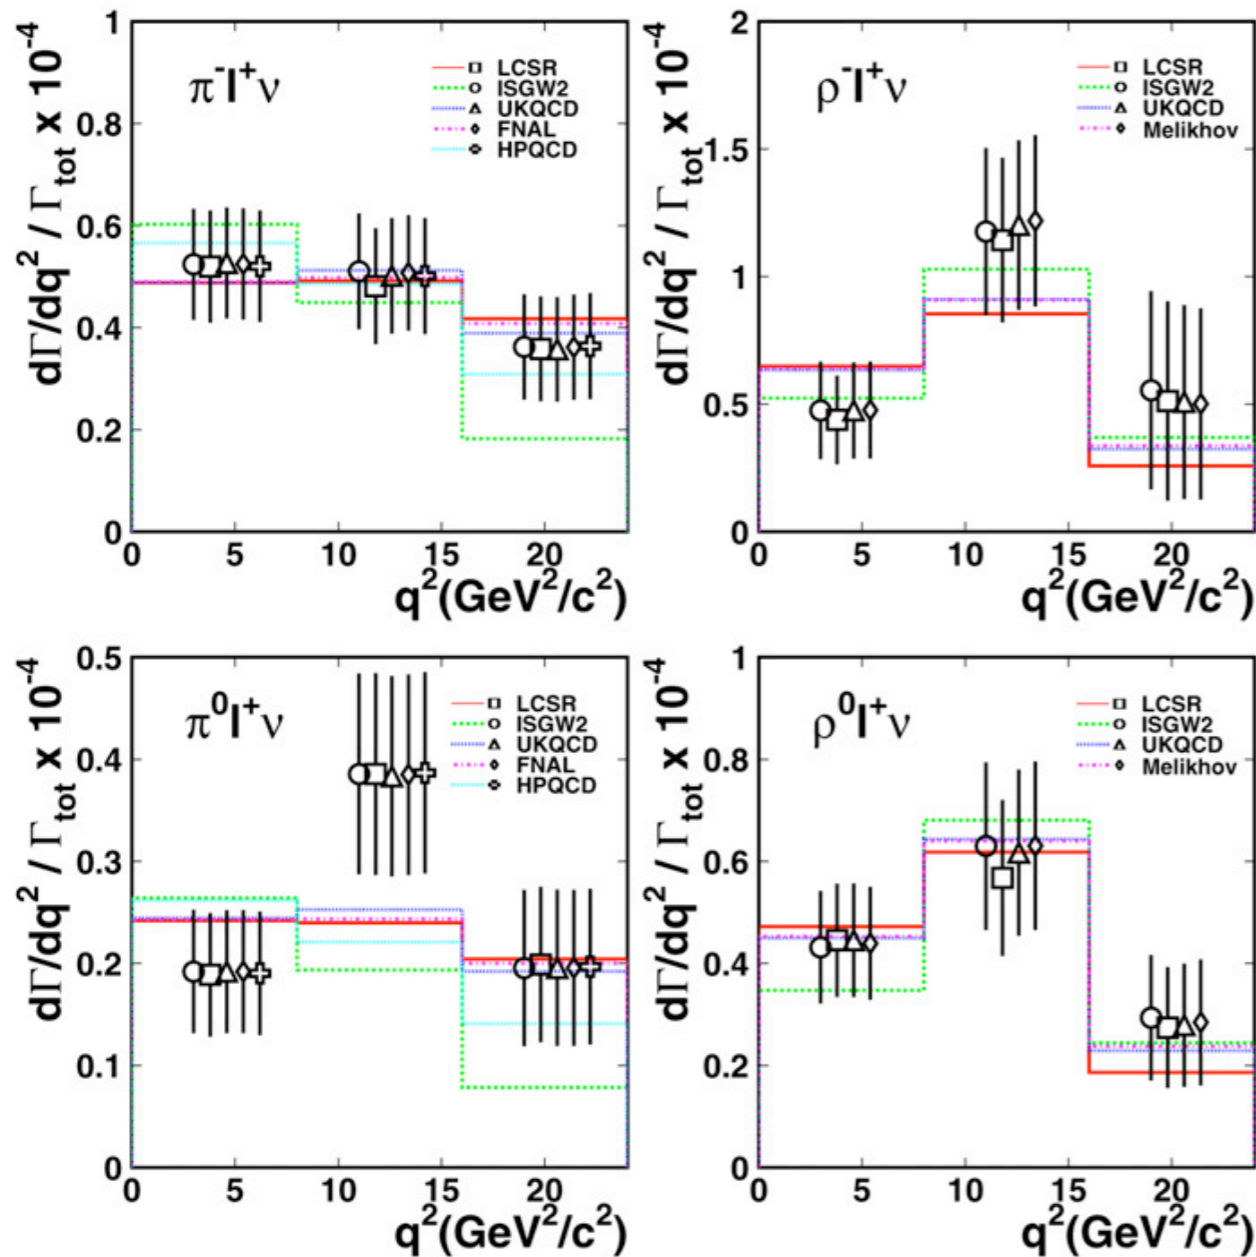 π⁻l⁺ν
LCSR
ISGW2
UKQCD
FNAL
HPQCD
dΓ/dq² / Γtot x 10⁻⁴
1
0.8
0.6
0.4
0.2
0
0 5 10 15 20
q²(GeV²/c²)
ρ⁻l⁺ν
LCSR
ISGW2
UKQCD
Melikhov
dΓ/dq² / Γtot x 10⁻⁴
2
1.5
1
0.5
0
0 5 10 15 20
q²(GeV²/c²)
π⁰l⁺ν
LCSR
ISGW2
UKQCD
FNAL
HPQCD
dΓ/dq² / Γtot x 10⁻⁴
0.5
0.4
0.3
0.2
0.1
0
0 5 10 15 20
q²(GeV²/c²)
ρ⁰l⁺ν
LCSR
ISGW2
UKQCD
Melikhov
dΓ/dq² / Γtot x 10⁻⁴
1
0.8
0.6
0.4
0.2
0
0 5 10 15 20
q²(GeV²/c²)